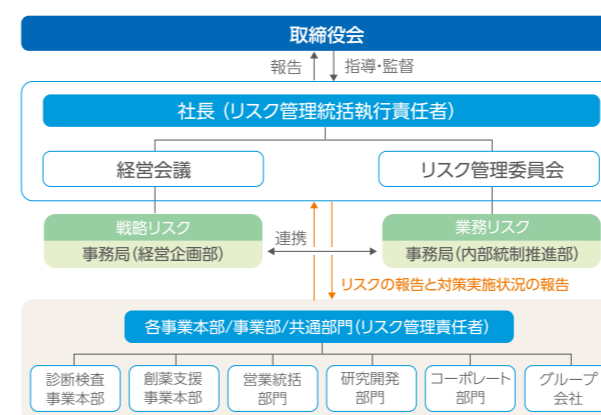 取締役会
報告 指導・監督
社長（リスク管理統括執行責任者）
経営会議 リスク管理委員会
戦略リスク 業務リスク
事務局（経営企画部） 連携 事務局（内部統制推進部）
リスクの報告と対策実施状況の報告
各事業本部/事業部/共通部門（リスク管理責任者）
診断検査 創薬支援 営業統括 研究開発 コーポレート グループ
事業本部 事業本部 部門 部門 部門 会社